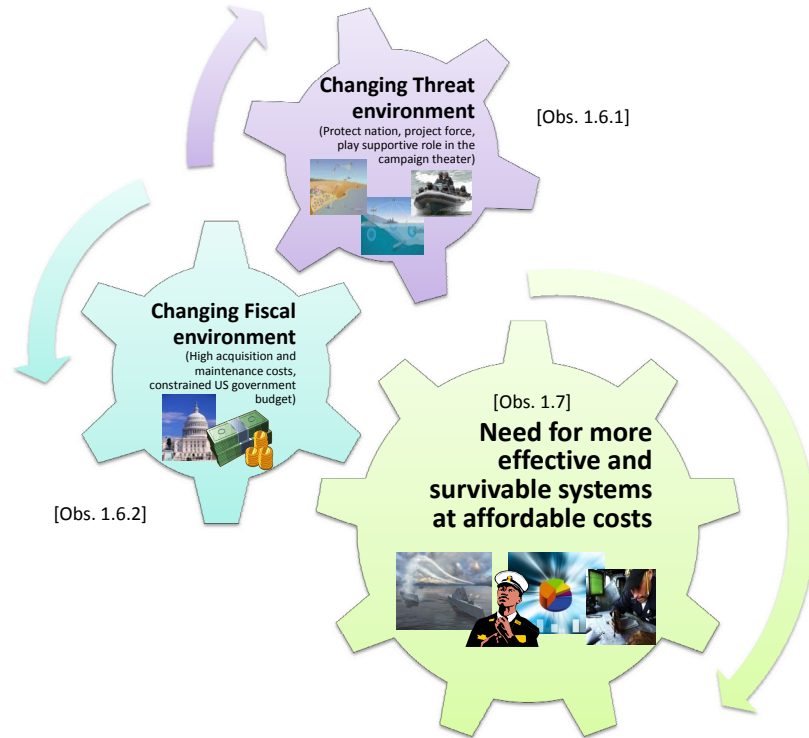 Changing Threat
environment
(Protect nation, project force,
play supportive role in the
campaign theater)
[Obs. 1.6.1]
Changing Fiscal
environment
(High acquisition and
maintenance costs,
constrained US government
budget)
[Obs. 1.6.2]
[Obs. 1.7]
Need for more
effective and
survivable systems
at affordable costs